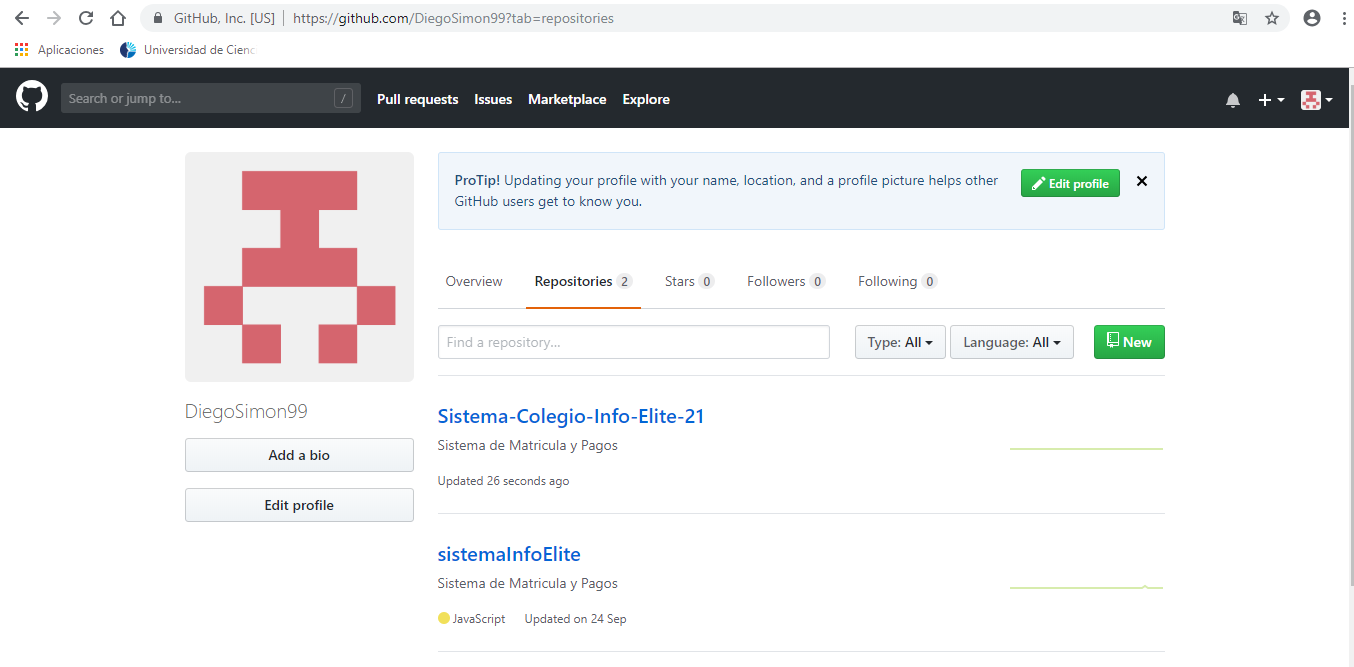 GitHub, Inc. [US] | https://github.com/DiegoSimon99?tab=repositories
Aplicaciones Universidad de Cienc
Search or jump to... / Pull requests Issues Marketplace Explore
ProTip! Updating your profile with your name, location, and a profile picture helps other
GitHub users get to know you.
Edit profile
Overview Repositories 2 Stars 0 Followers 0 Following 0
Find a repository... Type: All Language: All New
DiegoSimon99
Add a bio
Edit profile
Sistema-Colegio-Info-Elite-21
Sistema de Matricula y Pagos
Updated 26 seconds ago
sistemaInfoElite
Sistema de Matricula y Pagos
JavaScript Updated on 24 Sep